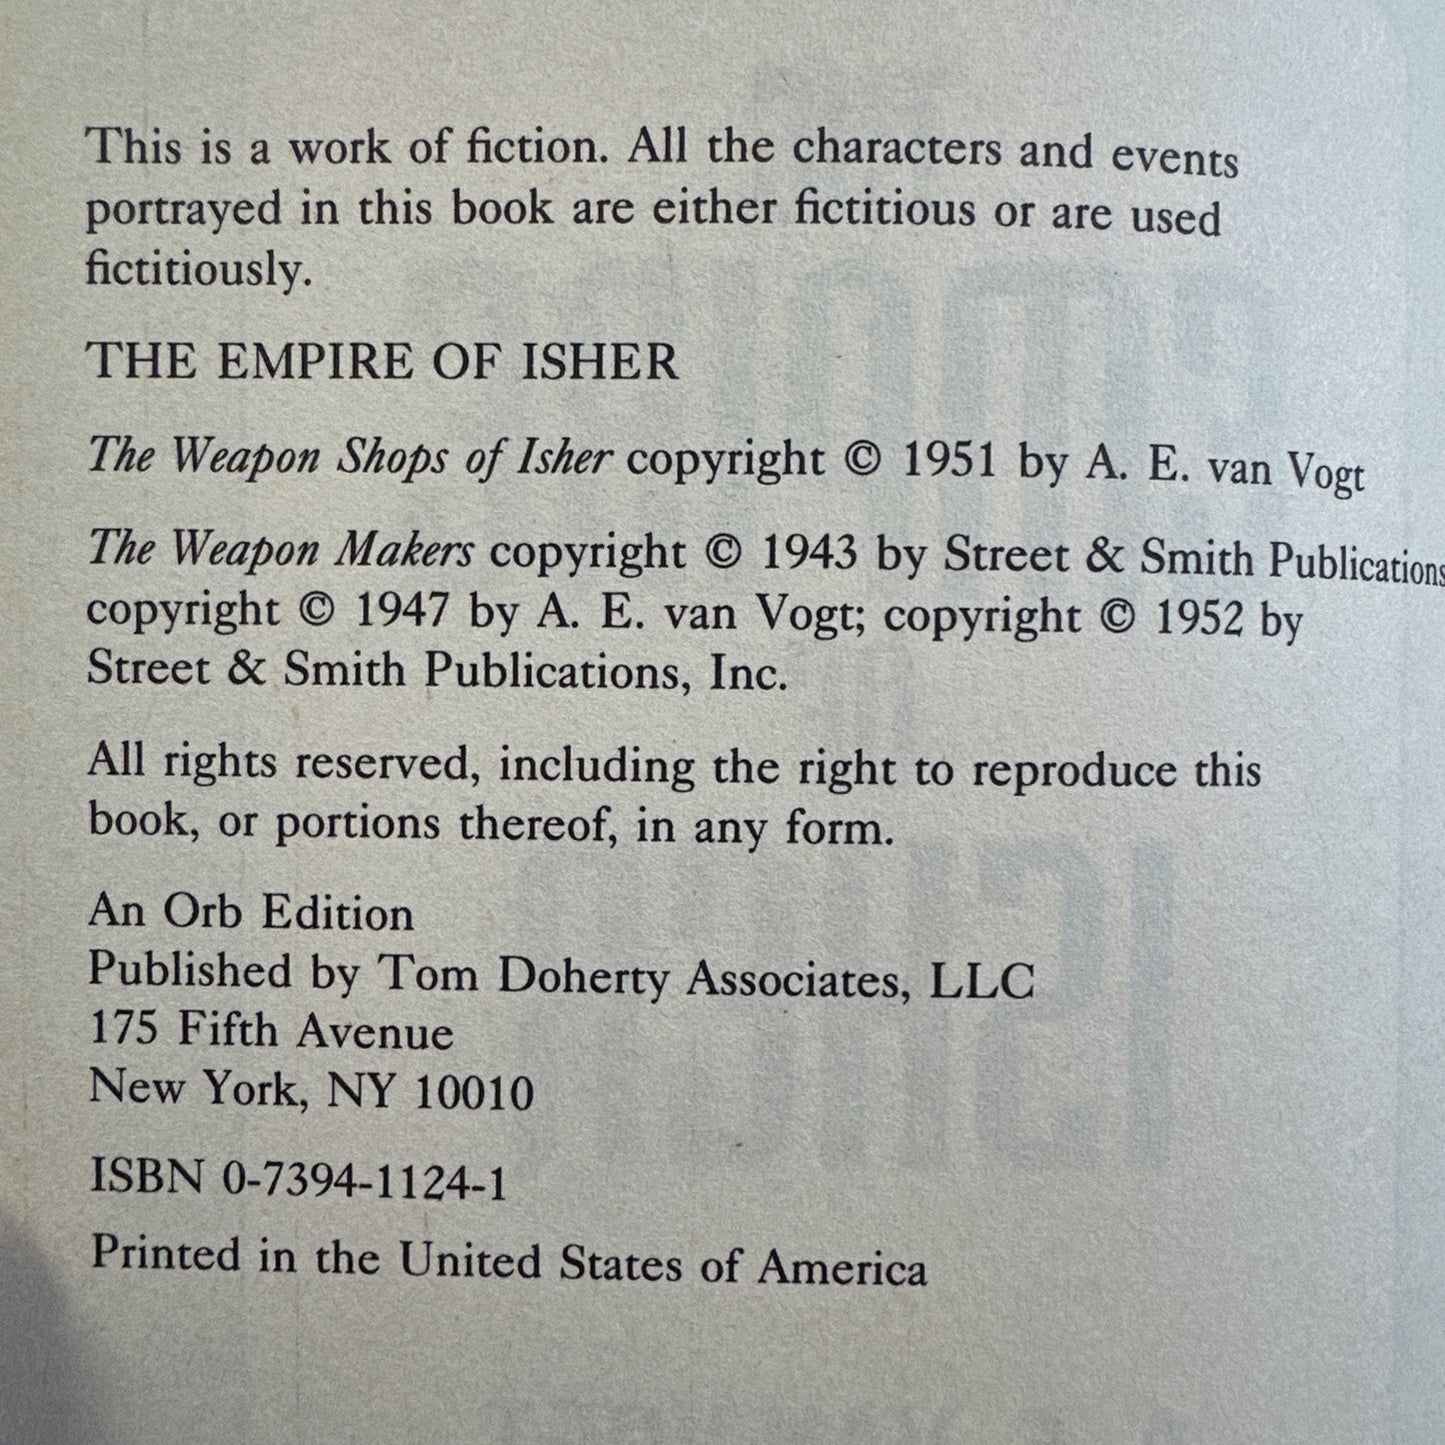 This is a work of fiction. All the characters and events
portrayed in this book are either fictitious or are used
fictitiously.
THE EMPIRE OF ISHER
The Weapon Shops of Isher copyright © 1951 by A. E. van Vogt
The Weapon Makers copyright © 1943 by Street & Smith Publications
copyright © 1947 by A. E. van Vogt; copyright © 1952 by
Street & Smith Publications, Inc.
All rights reserved, including the right to reproduce this
book, or portions thereof, in any form.
An Orb Edition
Published by Tom Doherty Associates, LLC
175 Fifth Avenue
New York, NY 10010
ISBN 0-7394-1124-1
Printed in the United States of America